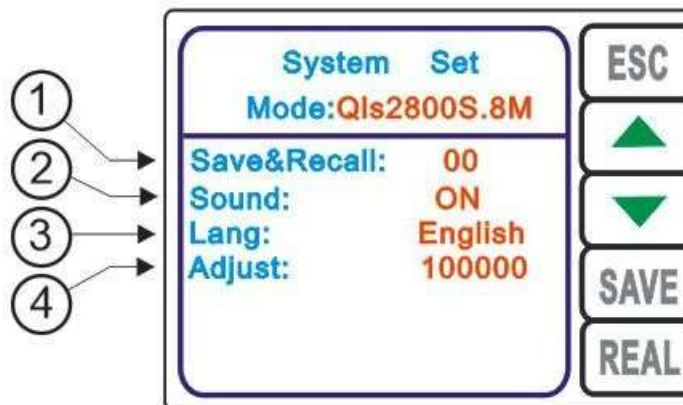 System Set
Mode:Qls2800S.8M
1 Save&Recall: 00
2 Sound: ON
3 Lang: English
4 Adjust: 100000
ESC
SAVE
REAL